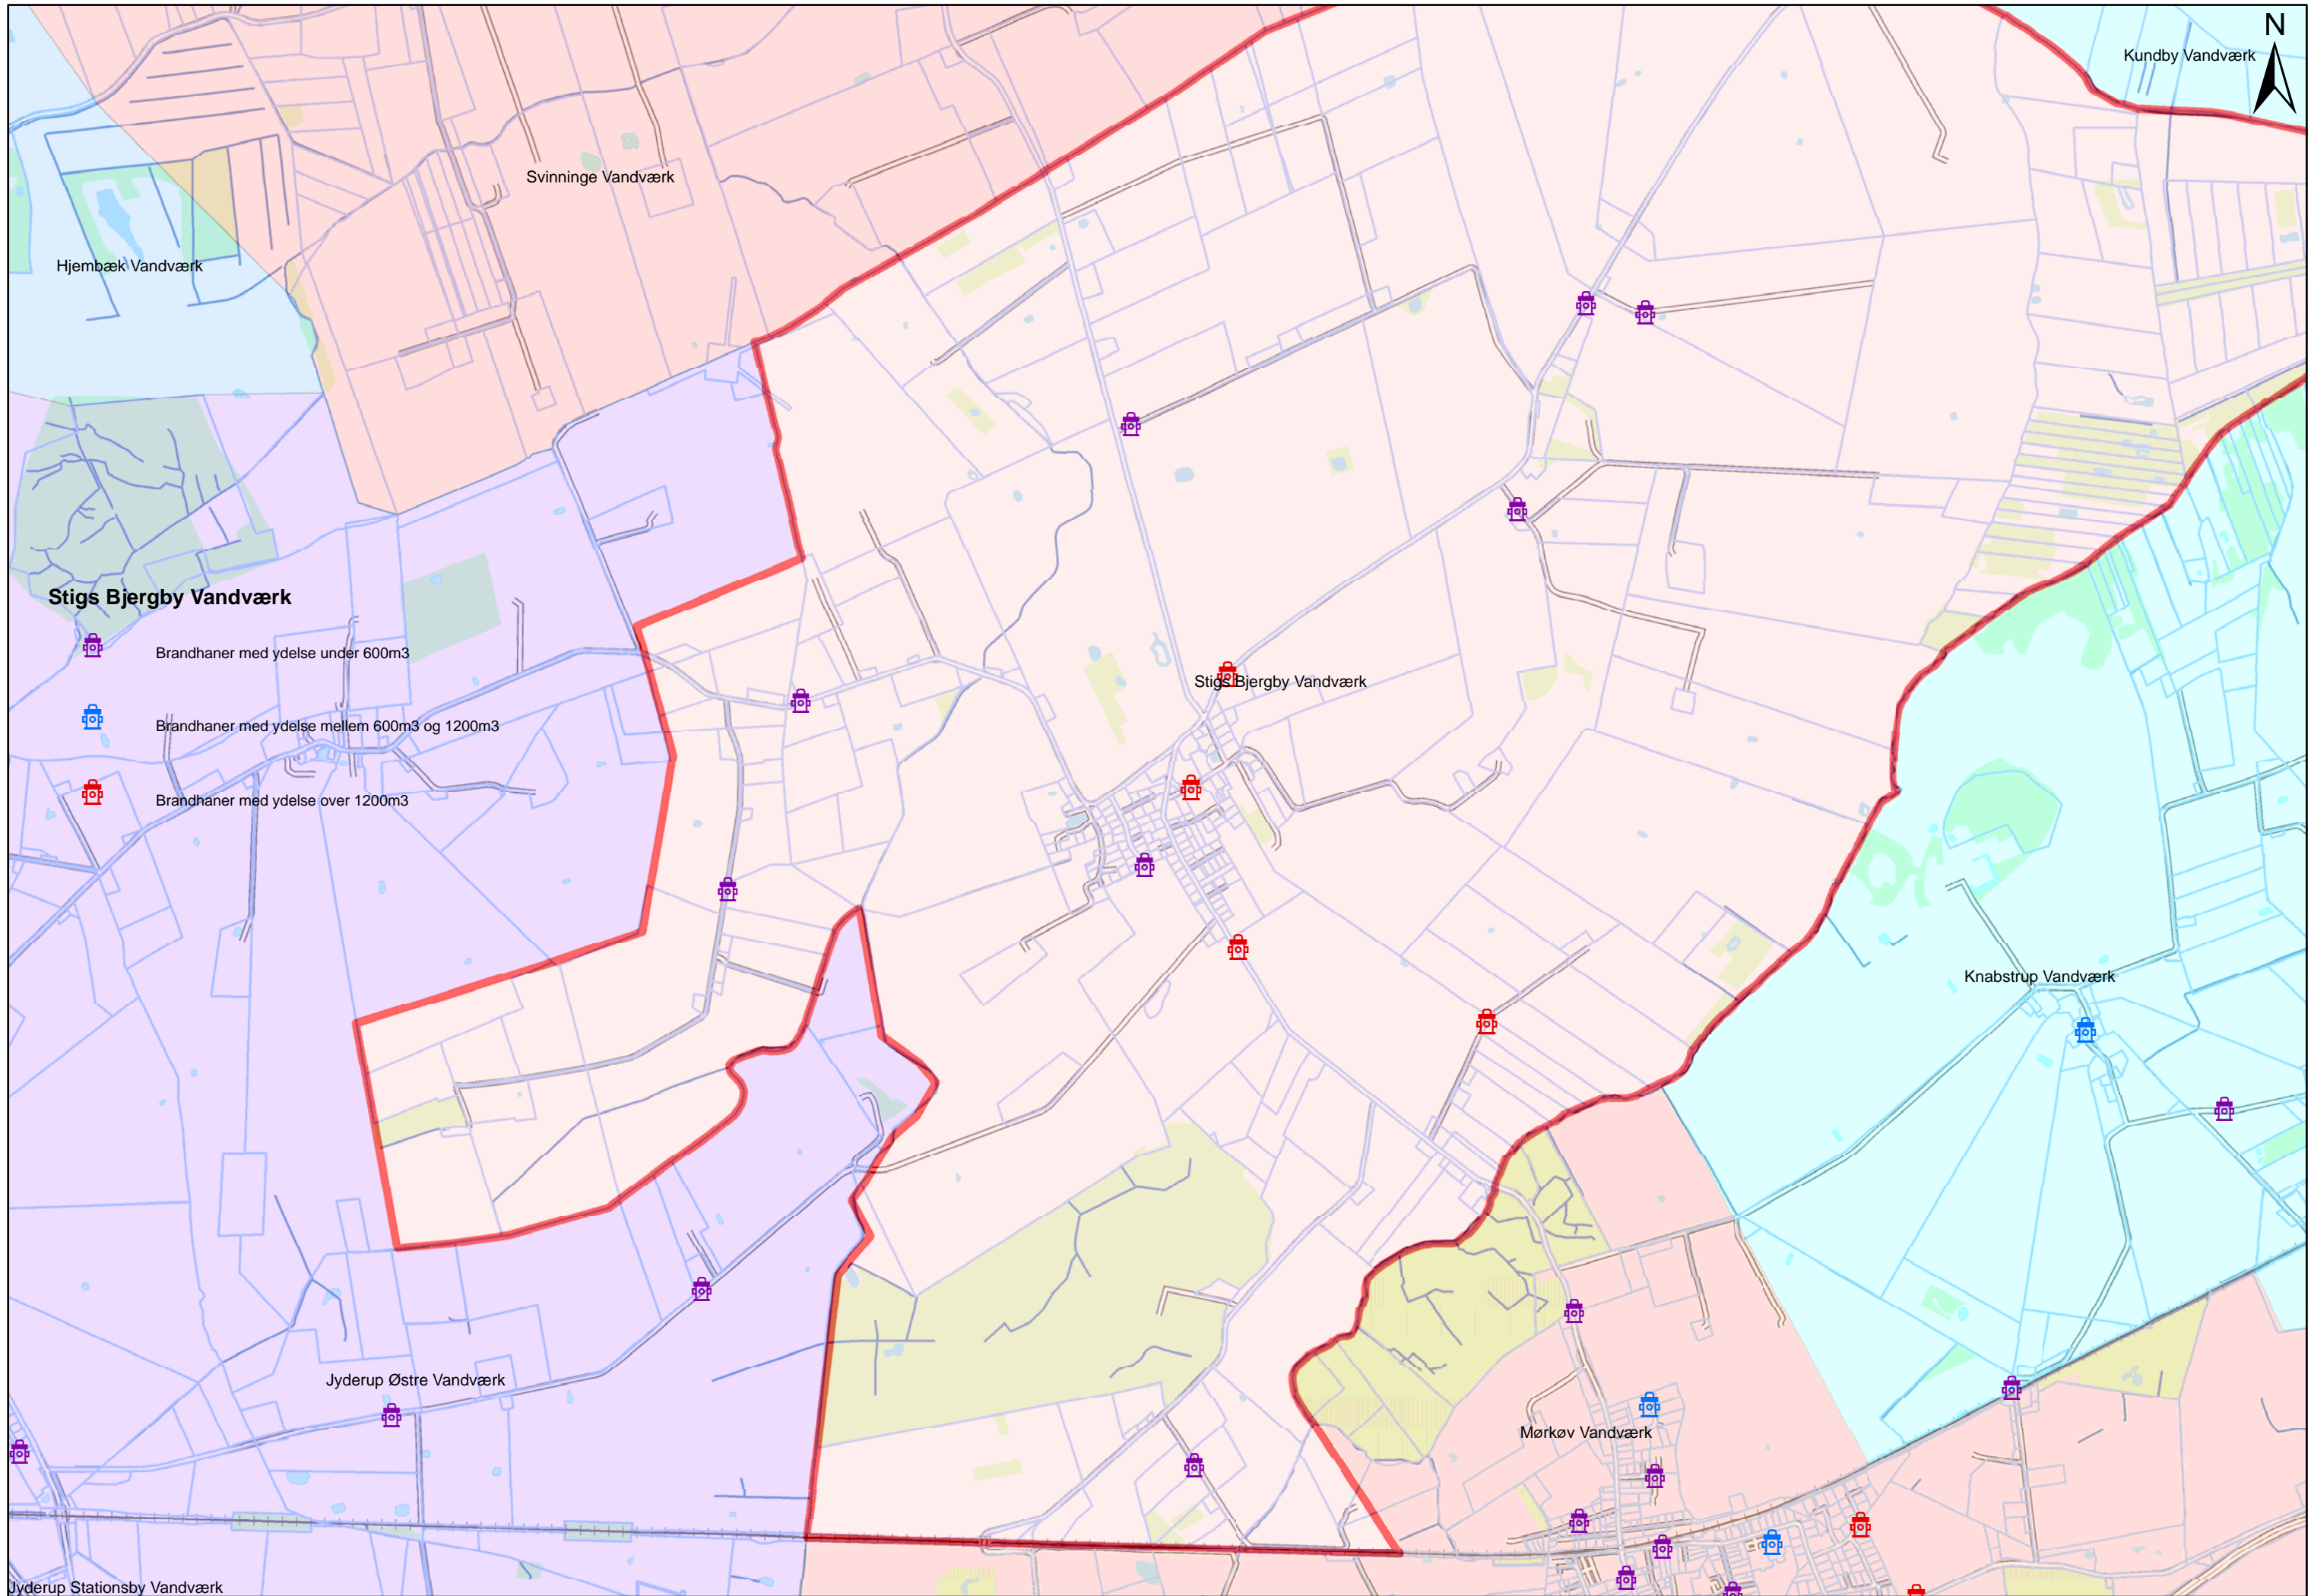 N
Kundby Vandværk
Svinninge Vandværk
Hjembæk Vandværk
Stigs Bjergby Vandværk
Brandhaner med ydelse under 600m3
Stigs Bjergby Vandværk
Brandhaner med ydelse mellem 600m3 og 1200m3
Brandhaner med ydelse over 1200m3
Knabstrup Vandværk
Jyderup Østre Vandværk
Mørkøv Vandværk
Jyderup Stationsby Vandværk